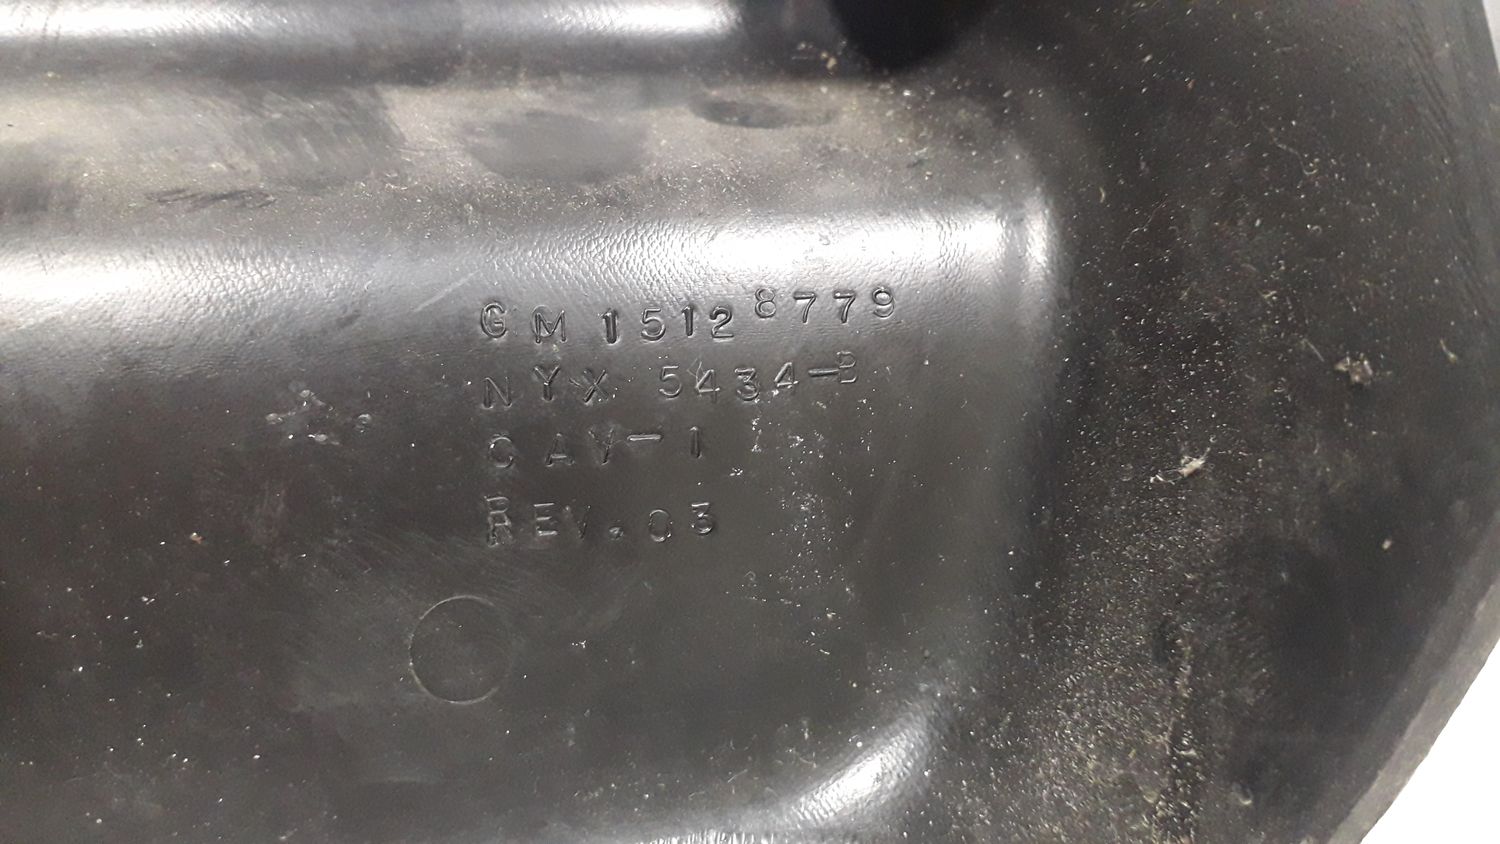 GM 15128779
NYX 5434-B
CAV-1
REV.03